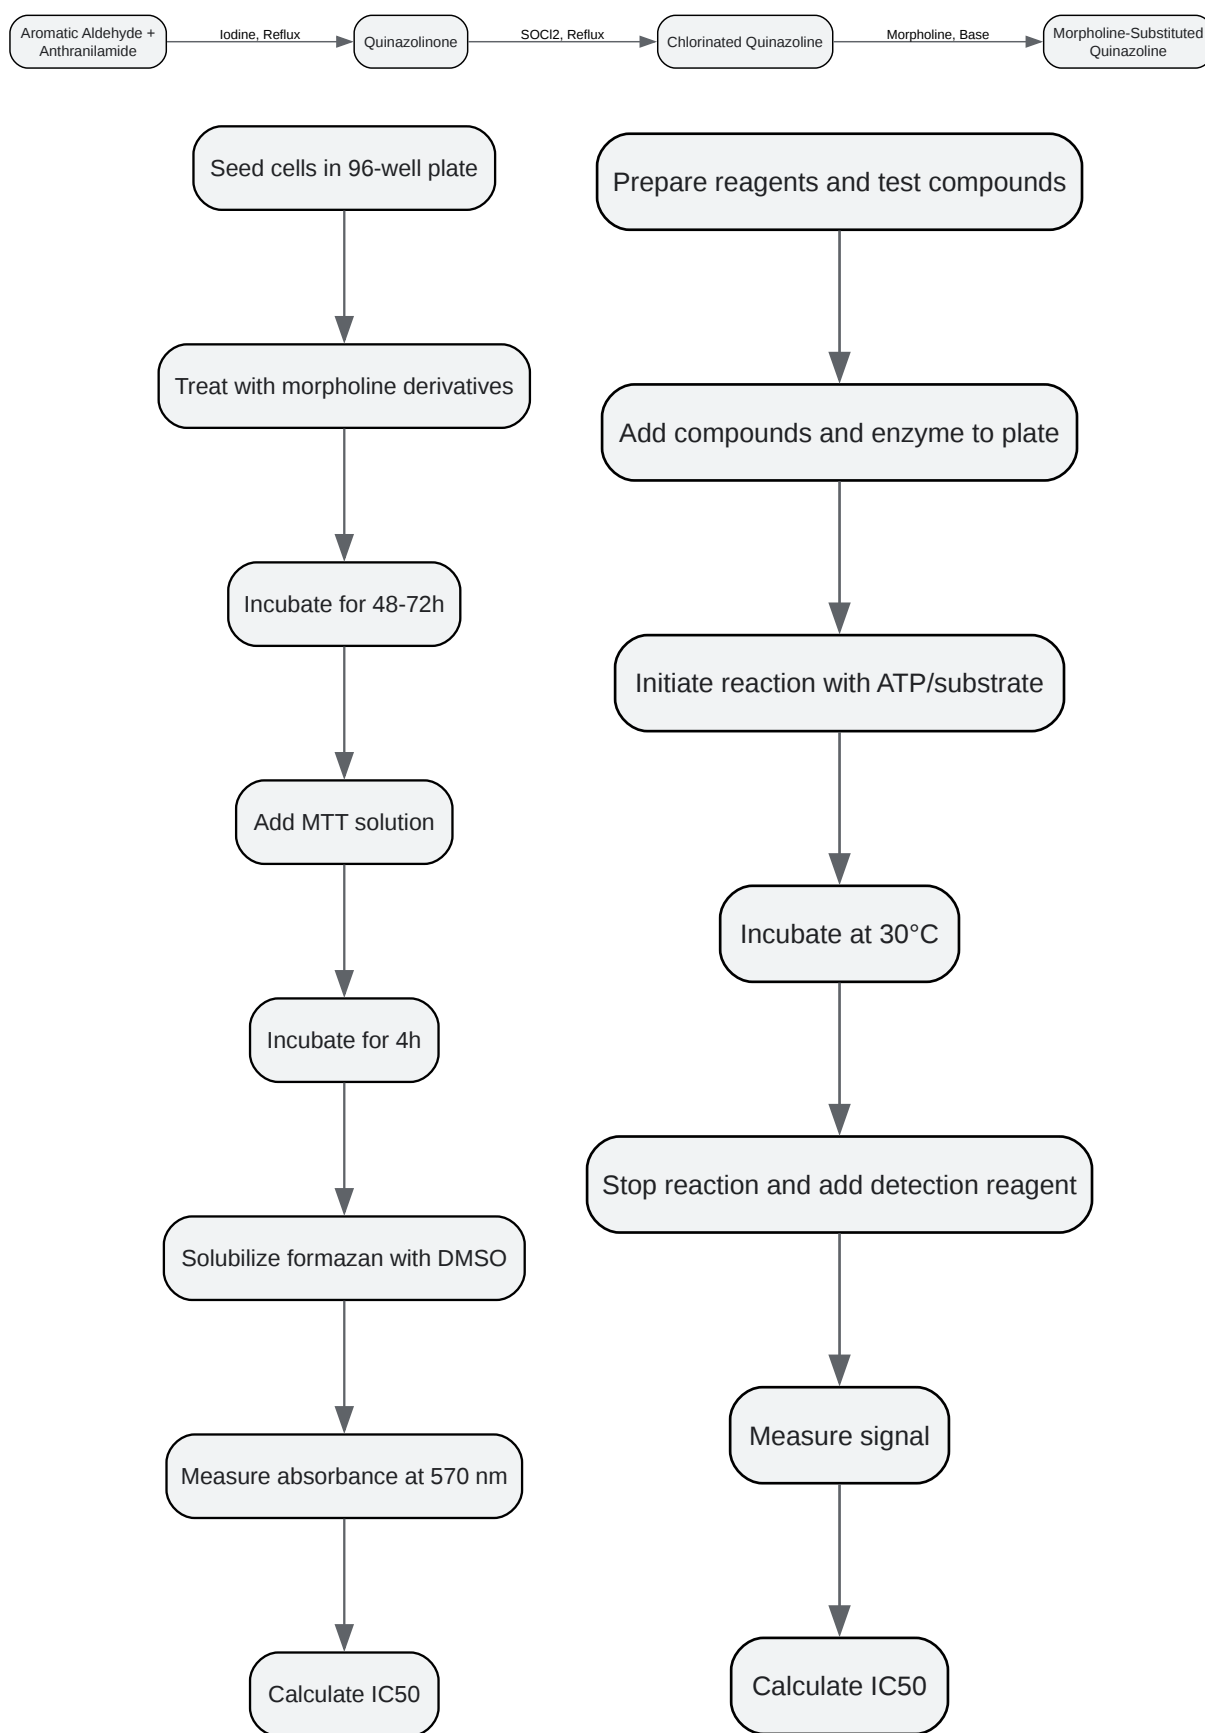 Aromatic Aldehyde +
Anthranilamide
Iodine, Reflux
Quinazolinone
SOCl2, Reflux
Chlorinated Quinazoline
Morpholine, Base
Morpholine-Substituted
Quinazoline
Seed cells in 96-well plate
Treat with morpholine derivatives
Incubate for 48-72h
Add MTT solution
Incubate for 4h
Solubilize formazan with DMSO
Measure absorbance at 570 nm
Calculate IC50
Prepare reagents and test compounds
Add compounds and enzyme to plate
Initiate reaction with ATP/substrate
Incubate at 30°C
Stop reaction and add detection reagent
Measure signal
Calculate IC50